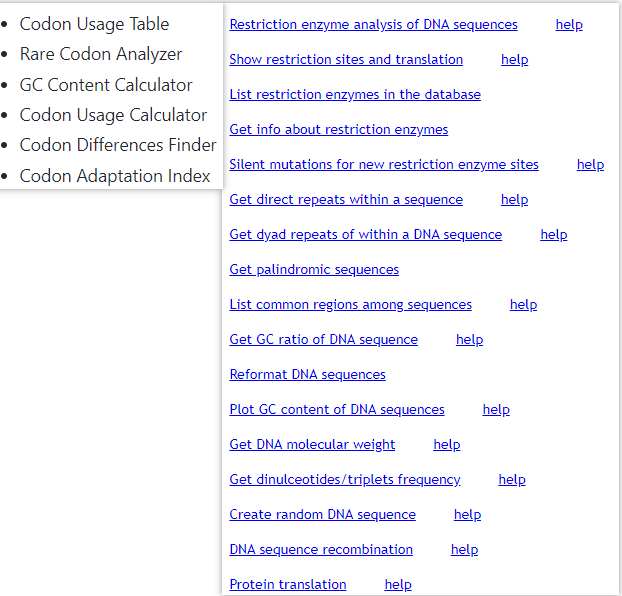 Codon Usage Table
Rare Codon Analyzer
GC Content Calculator
Codon Usage Calculator
Codon Differences Finder
Codon Adaptation Index
Restriction enzyme analysis of DNA sequences help
Show restriction sites and translation help
List restriction enzymes in the database
Get info about restriction enzymes
Silent mutations for new restriction enzyme sites help
Get direct repeats within a sequence help
Get dyad repeats of within a DNA sequence help
Get palindromic sequences
List common regions among sequences help
Get GC ratio of DNA sequence help
Reformat DNA sequences
Plot GC content of DNA sequences help
Get DNA molecular weight help
Get dinulceotides/triplets frequency help
Create random DNA sequence help
DNA sequence recombination help
Protein translation help